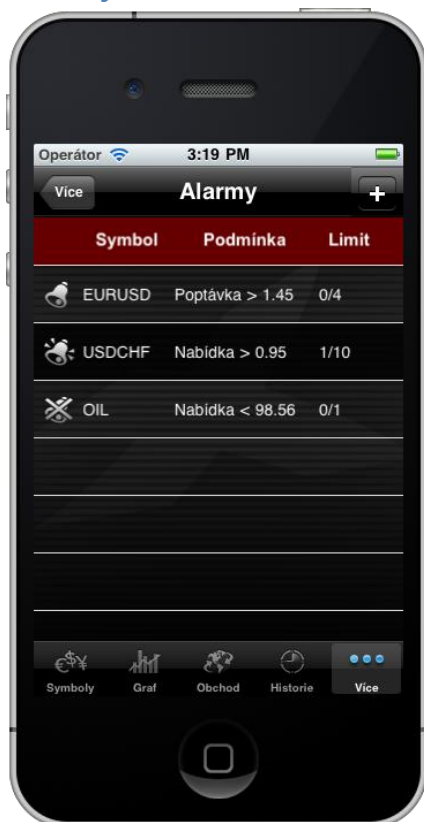 Operátor 3:19 PM
Více Alarmy +
Symbol Podmínka Limit
EURUSD Poptávka > 1.45 0/4
USDCHF Nabídka > 0.95 1/10
OIL Nabídka < 98.56 0/1
€$¥
Symboly Graf Obchod Historie Více